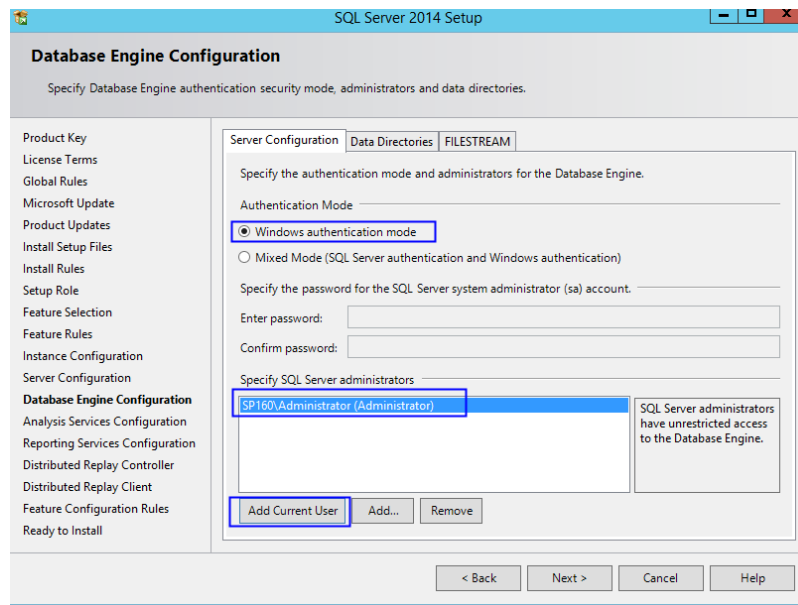 SQL Server 2014 Setup
Database Engine Configuration
Specify Database Engine authentication security mode, administrators and data directories.
Product Key
License Terms
Global Rules
Microsoft Update
Product Updates
Install Setup Files
Install Rules
Setup Role
Feature Selection
Feature Rules
Instance Configuration
Server Configuration
Database Engine Configuration
Analysis Services Configuration
Reporting Services Configuration
Distributed Replay Controller
Distributed Replay Client
Feature Configuration Rules
Ready to Install
Server Configuration Data Directories FILESTREAM
Specify the authentication mode and administrators for the Database Engine.
Authentication Mode
Windows authentication mode
Mixed Mode (SQL Server authentication and Windows authentication)
Specify the password for the SQL Server system administrator (sa) account.
Enter password:
Confirm password:
Specify SQL Server administrators
SP160\Administrator (Administrator)
SQL Server administrators
have unrestricted access
to the Database Engine.
Add Current User Add... Remove
< Back Next > Cancel Help